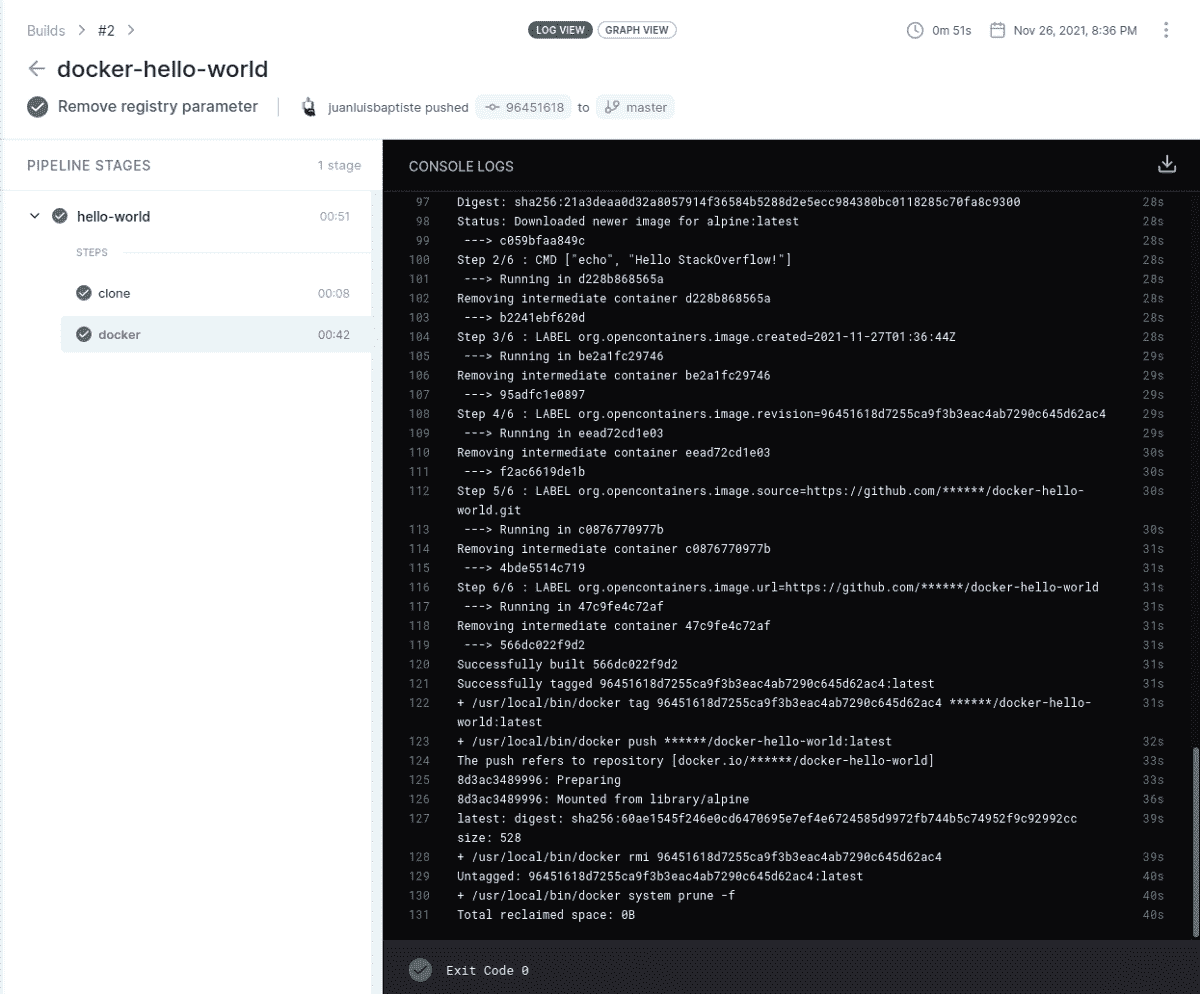 Builds #2 LOG VIEW GRAPH VIEW 0m 51s Nov 26, 2021, 8:36 PM
docker-hello-world
Remove registry parameter juanluisbaptiste pushed 96451618 to master
PIPELINE STAGES 1 stage
hello-world 00:51
STEPS
clone 00:08
docker 00:42
CONSOLE LOGS
97 Digest: sha256:21a3deaa0d32a8057914f36584b5288d2e5ecc984380bc0118285c70fa8c9300 28s
98 Status: Downloaded newer image for alpine:latest 28s
99 ---> c059bfaa849c 28s
100 Step 2/6 : CMD ["echo", "Hello StackOverflow!"] 28s
101 ---> Running in d228b868565a 28s
102 Removing intermediate container d228b868565a 28s
103 ---> b2241ebf620d 28s
104 Step 3/6 : LABEL org.opencontainers.image.created=2021-11-27T01:36:44Z 28s
105 ---> Running in be2a1fc29746 29s
106 Removing intermediate container be2a1fc29746 29s
107 ---> 95adfc1e0897 29s
108 Step 4/6 : LABEL org.opencontainers.image.revision=96451618d7255ca9f3b3eac4ab7290c645d62ac4 29s
109 ---> Running in eead72cd1e03 29s
110 Removing intermediate container eead72cd1e03 30s
111 ---> f2ac6619de1b 30s
112 Step 5/6 : LABEL org.opencontainers.image.source=https://github.com/******/docker-hello- 30s
world.git
113 ---> Running in c0876770977b 30s
114 Removing intermediate container c0876770977b 31s
115 ---> 4bde5514c719 31s
116 Step 6/6 : LABEL org.opencontainers.image.url=https://github.com/******/docker-hello-world 31s
117 ---> Running in 47c9fe4c72af 31s
118 Removing intermediate container 47c9fe4c72af 31s
119 ---> 566dc022f9d2 31s
120 Successfully built 566dc022f9d2 31s
121 Successfully tagged 96451618d7255ca9f3b3eac4ab7290c645d62ac4:latest 31s
122 + /usr/local/bin/docker tag 96451618d7255ca9f3b3eac4ab7290c645d62ac4 ******/docker-hello- 31s
world:latest
123 + /usr/local/bin/docker push ******/docker-hello-world:latest 32s
124 The push refers to repository [docker.io/******/docker-hello-world] 33s
125 8d3ac3489996: Preparing 33s
126 8d3ac3489996: Mounted from library/alpine 36s
127 latest: digest: sha256:60ae1545f246e0cd6470695e7ef4e6724585d9972fb744b5c74952f9c92992cc 39s
size: 528
128 + /usr/local/bin/docker rmi 96451618d7255ca9f3b3eac4ab7290c645d62ac4 39s
129 Untagged: 96451618d7255ca9f3b3eac4ab7290c645d62ac4:latest 40s
130 + /usr/local/bin/docker system prune -f 40s
131 Total reclaimed space: 0B 40s
Exit Code 0